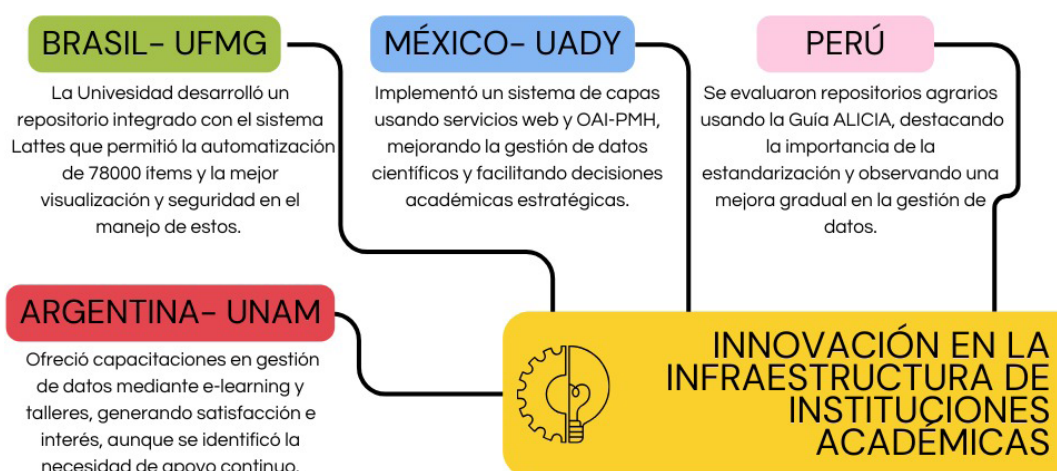 BRASIL– UFMG
La Univesidad desarrolló un
repositorio integrado con el sistema
Lattes que permitió la automatización
de 78000 ítems y la mejor
visualización y seguridad en el
manejo de estos.
MÉXICO– UADY
Implementó un sistema de capas
usando servicios web y OAI-PMH,
mejorando la gestión de datos
científicos y facilitando decisiones
académicas estratégicas.
PERÚ
Se evaluaron repositorios agrarios
usando la Guía ALICIA, destacando
la importancia de la
estandarización y observando una
mejora gradual en la gestión de
datos.
ARGENTINA– UNAM
Ofreció capacitaciones en gestión
de datos mediante e-learning y
talleres, generando satisfacción e
interés, aunque se identificó la
necesidad de apoyo continuo.
INNOVACIÓN EN LA
INFRAESTRUCTURA DE
INSTITUCIONES
ACADÉMICAS